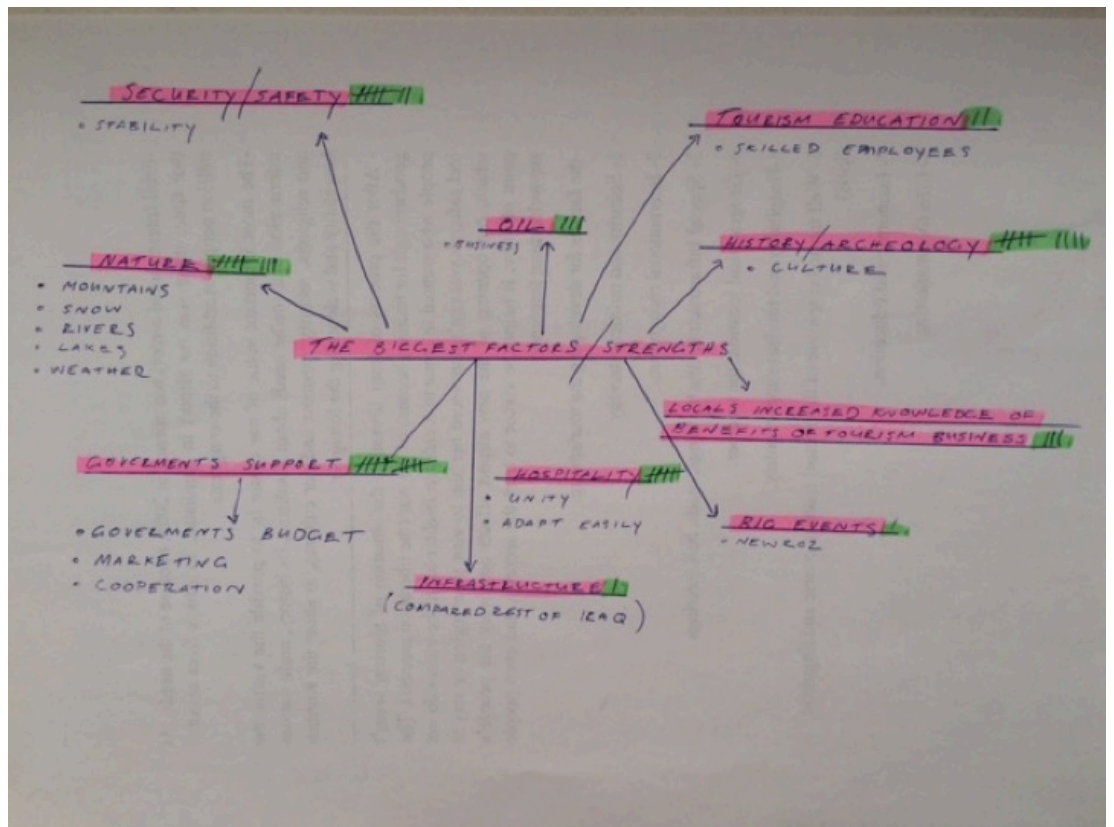 SECURITY/SAFETY
• STABILITY
TOURISM EDUCATION
• SKILLED EMPLOYEES
OIL
• BUSINESS
HISTORY/ARCHEOLOGY
• CULTURE
NATURE
• MOUNTAINS
• SNOW
• RIVERS
• LAKES
• WEATHER
THE BIGGEST FACTORS/STRENGTHS
LOCALS INCREASED KNOWLEDGE OF
BENEFITS OF TOURISM BUSINESS
GOVERMENTS SUPPORT
• GOVERMENTS BUDGET
• MARKETING
• COOPERATION
HOSPITALITY
• UNITY
• ADAPT EASILY
BIG EVENTS
• NEWROZ
INFRASTRUCTURE
(COMPARED REST OF IRAQ)